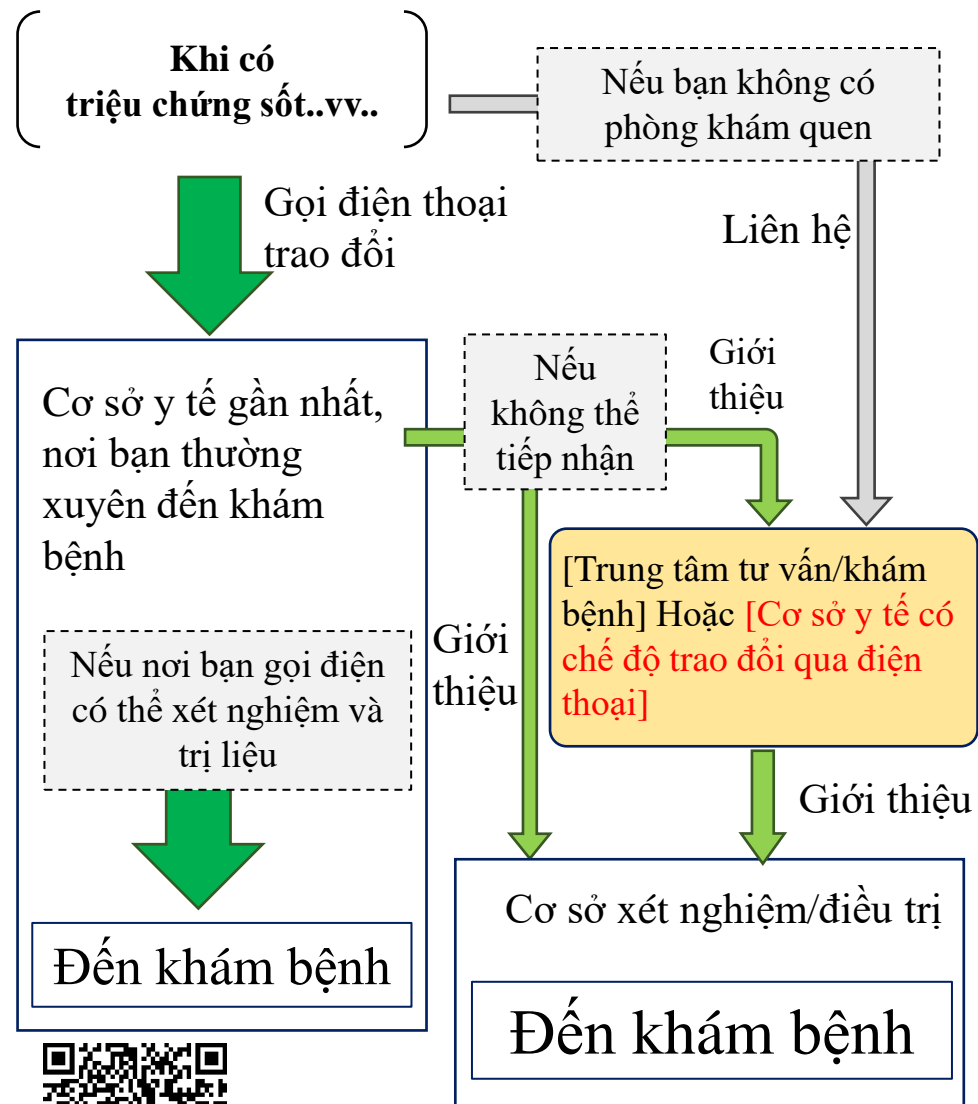 Khi có
triệu chứng sốt..vv..
Nếu bạn không có
phòng khám quen
Gọi điện thoại
trao đổi
Liên hệ
Cơ sở y tế gần nhất,
nơi bạn thường
xuyên đến khám
bệnh
Nếu
không thể
tiếp nhận
Giới
thiệu
[Trung tâm tư vấn/khám
bệnh] Hoặc [Cơ sở y tế có
chế độ trao đổi qua điện
thoại]
Nếu nơi bạn gọi điện
có thể xét nghiệm và
trị liệu
Giới
thiệu
Giới thiệu
Đến khám bệnh
Cơ sở xét nghiệm/điều trị
Đến khám bệnh